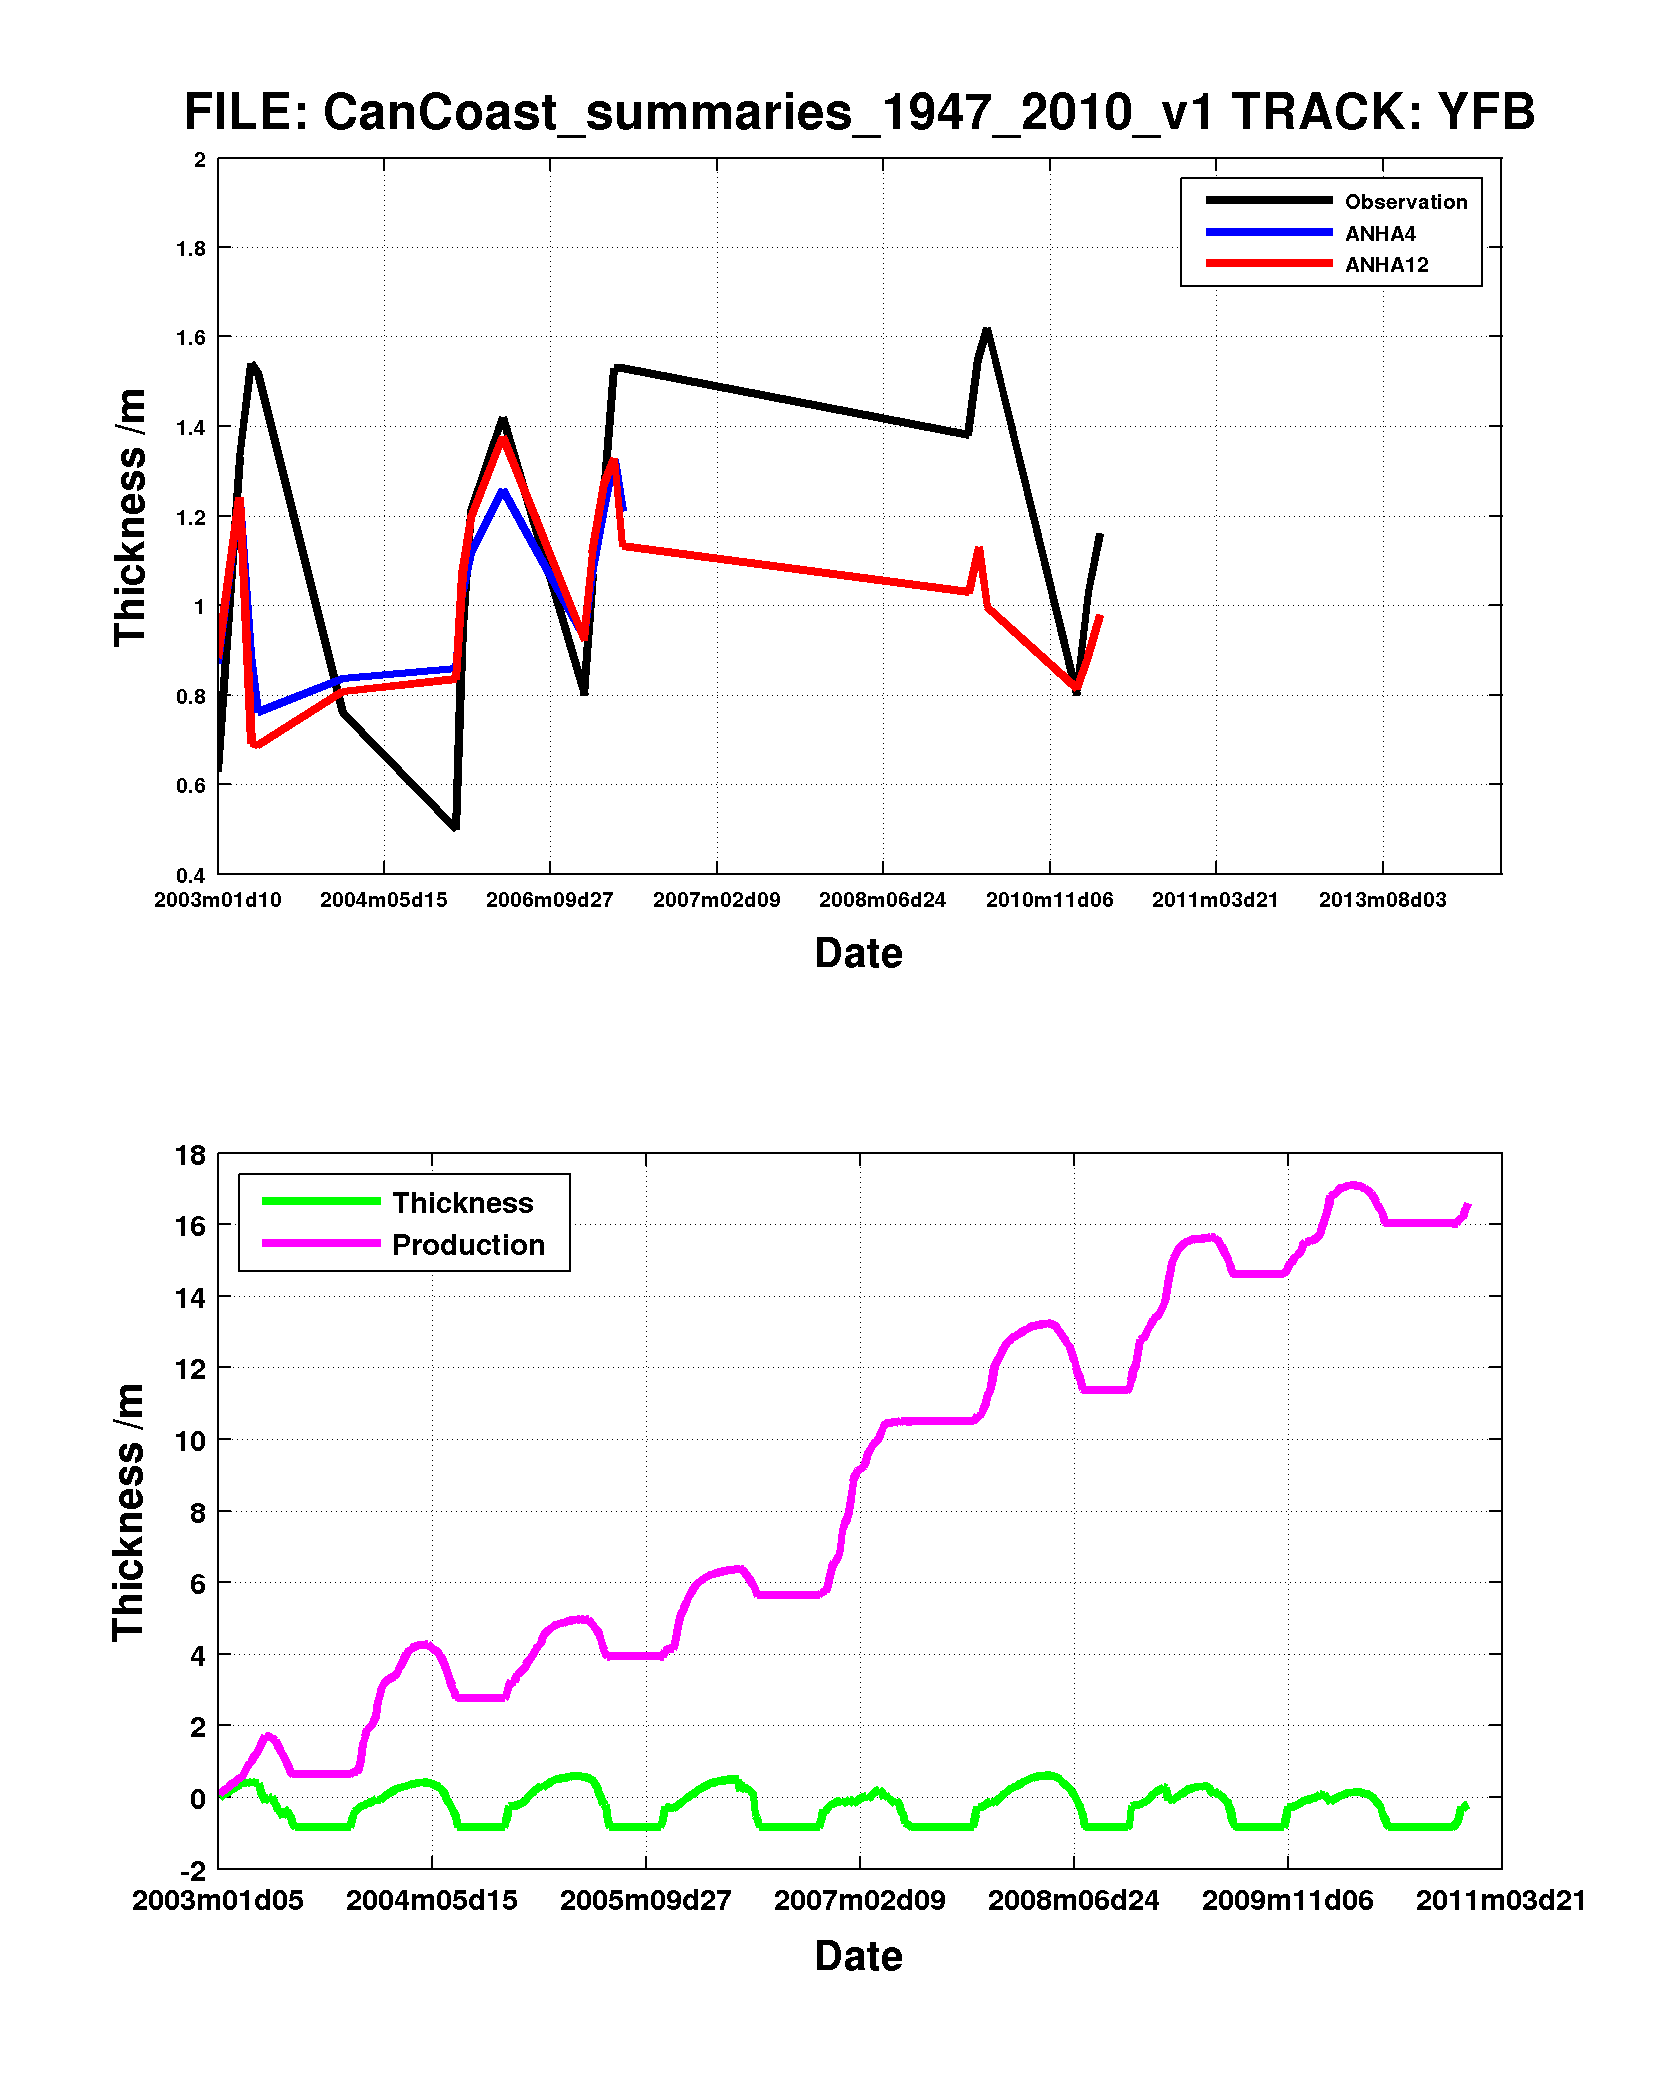 FILE: CanCoast_summaries_1947_2010_v1 TRACK: YFB
2
1.8
1.6
1.4
1.2
1
0.8
0.6
0.4
Thickness /m
Observation
ANHA4
ANHA12
2003m01d10 2004m05d15 2006m09d27 2007m02d09 2008m06d24 2010m11d06 2011m03d21 2013m08d03
Date
18
16
14
12
10
8
6
4
2
0
-2
Thickness /m
Thickness
Production
2003m01d05 2004m05d15 2005m09d27 2007m02d09 2008m06d24 2009m11d06 2011m03d21
Date